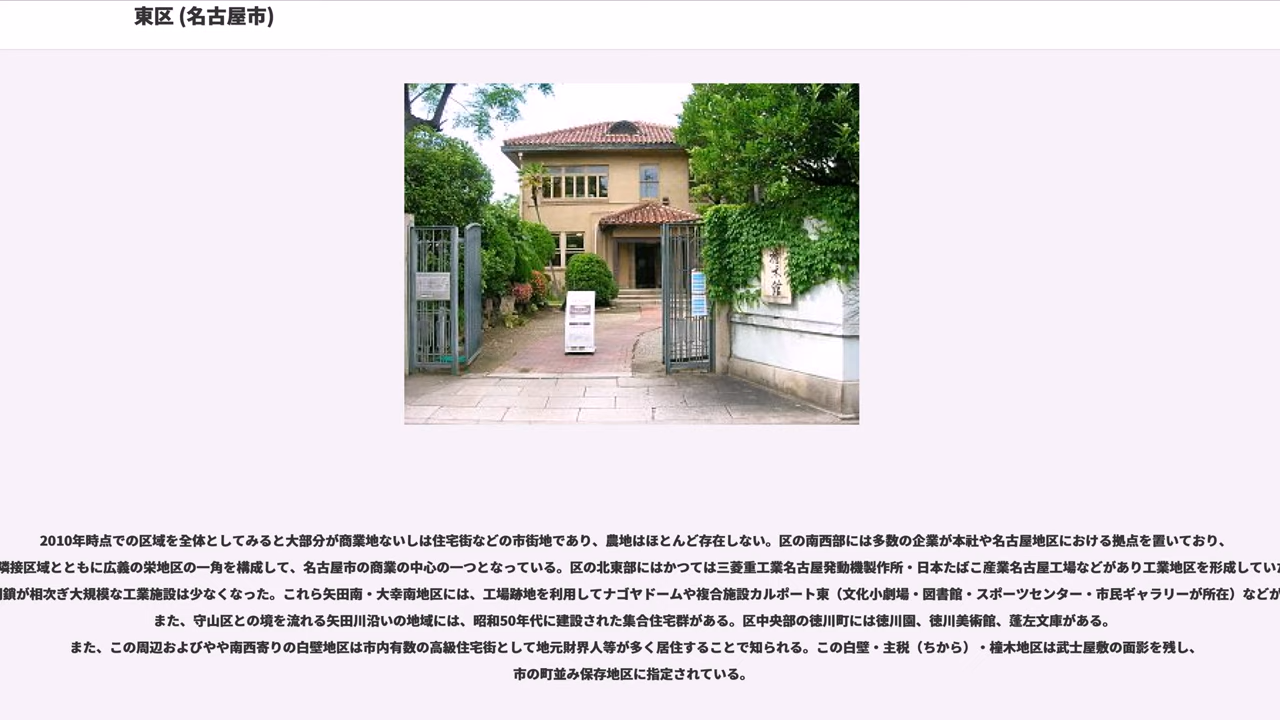 東区 (名古屋市)
橦木館
2010年時点での区域を全体としてみると大部分が商業地ないしは住宅街などの市街地であり、農地はほとんど存在しない。区の南西部には多数の企業が本社や名古屋地区における拠点を置いており、
隣接区域とともに広義の栄地区の一角を構成して、名古屋市の商業の中心の一つとなっている。区の北東部にはかつては三菱重工業名古屋発動機製作所・日本たばこ産業名古屋工場などがあり工業地区を形成してい
鎖が相次ぎ大規模な工業施設は少なくなった。これら矢田南・大幸南地区には、工場跡地を利用してナゴヤドームや複合施設カルポート東（文化小劇場・図書館・スポーツセンター・市民ギャラリーが所在）など
また、守山区との境を流れる矢田川沿いの地域には、昭和50年代に建設された集合住宅群がある。区中央部の徳川町には徳川園、徳川美術館、蓬左文庫がある。
また、この周辺およびやや南西寄りの白壁地区は市内有数の高級住宅街として地元財界人等が多く居住することで知られる。この白壁・主税（ちから）・橦木地区は武士屋敷の面影を残し、
市の町並み保存地区に指定されている。